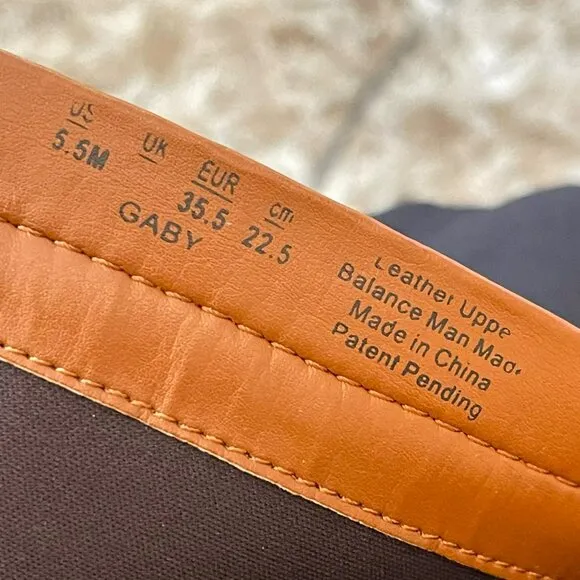 US UK EUR cm
5.5M 35.5 22.5
GABY
Leather Uppe
Balance Man Made
Made in China
Patent Pending